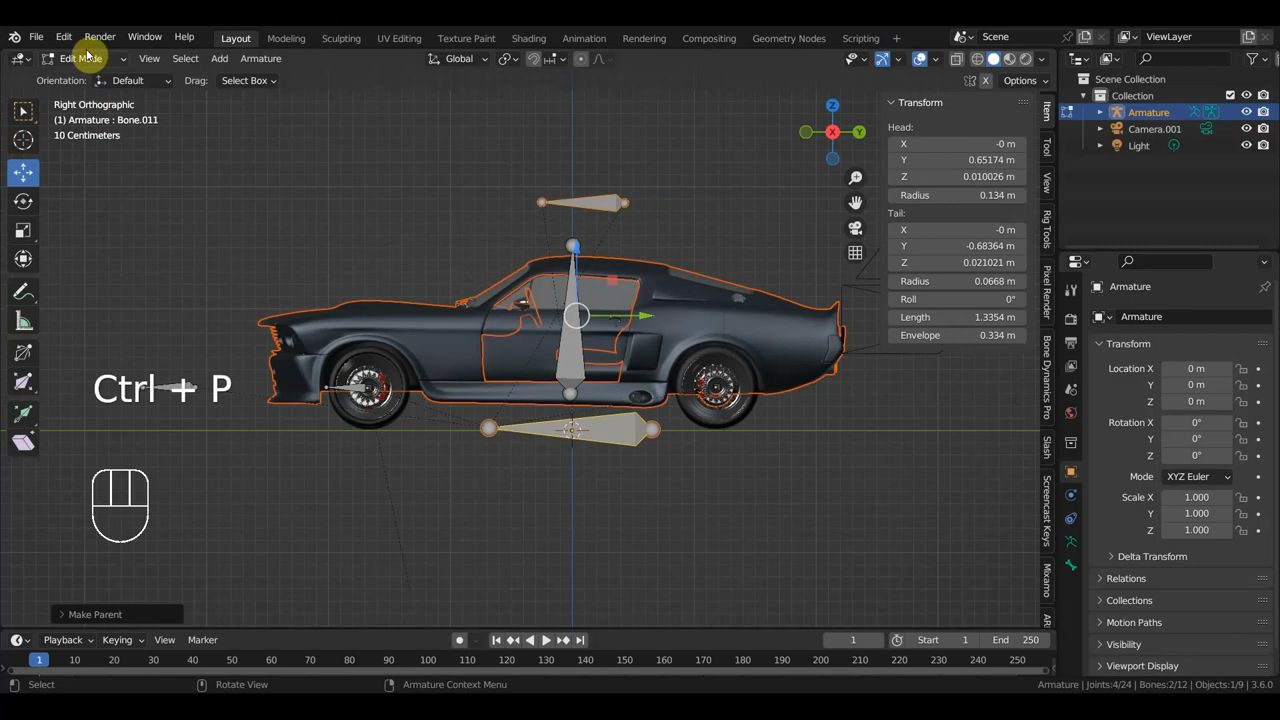 File Edit Render Window Help Layout Modeling Sculpting UV Editing Texture Paint Shading Animation Rendering Compositing Geometry Nodes Scripting + Scene ViewLayer
Edit Mode View Select Add Armature Global
Orientation: Default Drag: Select Box X Options
Right Orthographic
(1) Armature : Bone.011
10 Centimeters
Z
Y
X
Transform
Head:
X -0 m
Y 0.65174 m
Z 0.010026 m
Radius 0.134 m
Tail:
X -0 m
Y -0.68364 m
Z 0.021021 m
Radius 0.0668 m
Roll 0°
Length 1.3354 m
Envelope 0.334 m
Item
Tool
View
Rig Tools
Pixel Render
Bone Dynamics Pro
Slash
Screencast Keys
Mixamo
AR
Scene Collection
Collection
Armature
Camera.001
Light
Armature
Armature
Transform
Location X 0 m
Y 0 m
Z 0 m
Rotation X 0°
Y 0°
Z 0°
Mode XYZ Euler
Scale X 1.000
Y 1.000
Z 1.000
Delta Transform
Relations
Collections
Motion Paths
Visibility
Viewport Display
Ctrl + P
Make Parent
Playback Keying View Marker 1 Start 1 End 250
1 10 20 30 40 50 60 70 80 90 100 110 120 130 140 150 160 170 180 190 200 210 220 230 240 250
Select Rotate View Armature Context Menu Armature | Joints:4/24 | Bones:2/12 | Objects:1/9 | 3.6.0